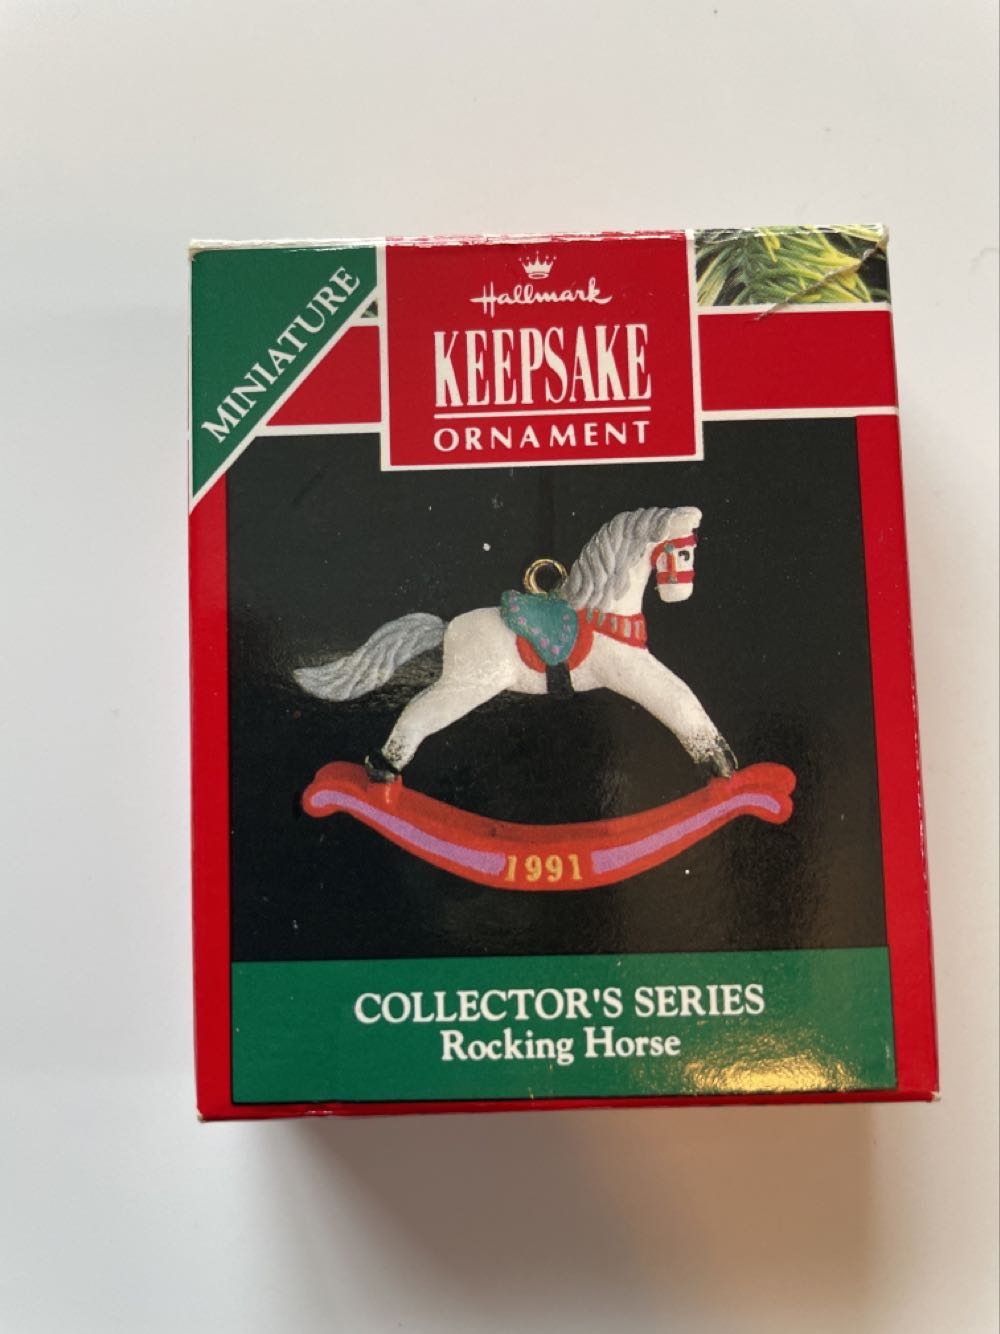 MINIATURE
Hallmark
KEEPSAKE
ORNAMENT
1991
COLLECTOR'S SERIES
Rocking Horse